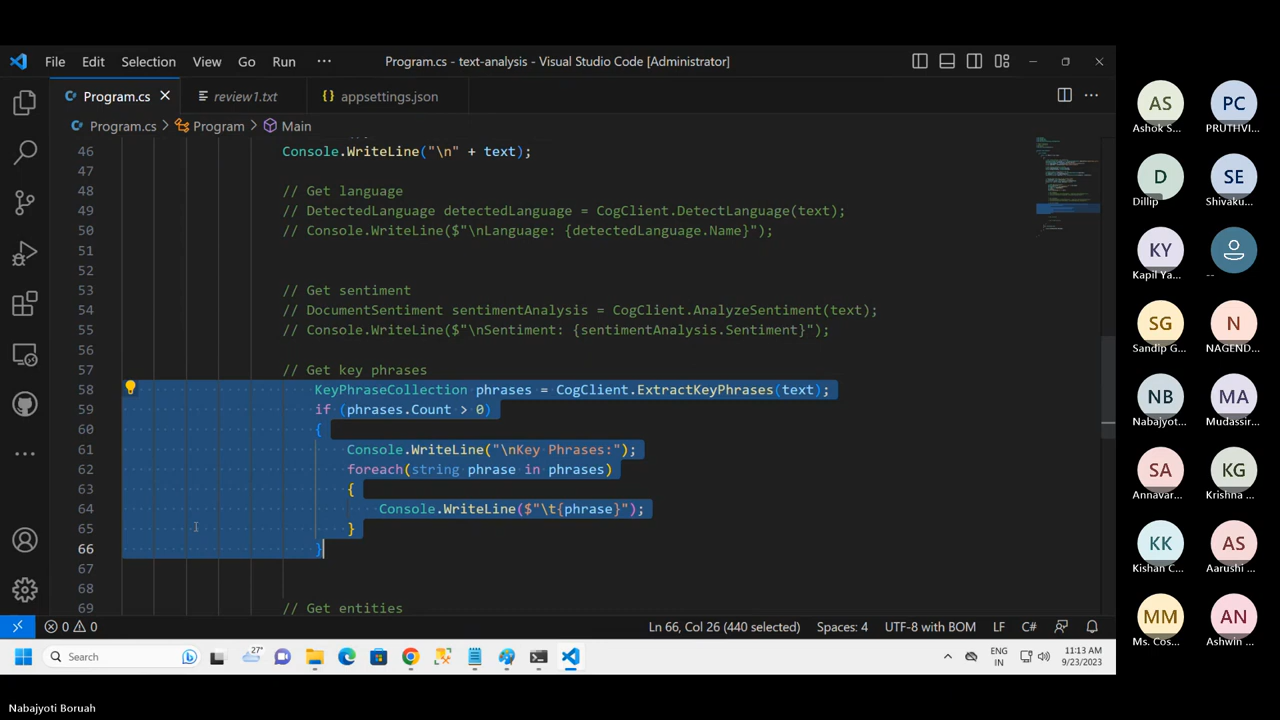 File Edit Selection View Go Run ··· Program.cs - text-analysis - Visual Studio Code [Administrator]
Program.cs review1.txt {} appsettings.json
Program.cs > Program > Main
46 Console.WriteLine("\n" + text);
47
48 // Get language
49 // DetectedLanguage detectedLanguage = CogClient.DetectLanguage(text);
50 // Console.WriteLine($"\nLanguage: {detectedLanguage.Name}");
51
52
53 // Get sentiment
54 // DocumentSentiment sentimentAnalysis = CogClient.AnalyzeSentiment(text);
55 // Console.WriteLine($"\nSentiment: {sentimentAnalysis.Sentiment}");
56
57 // Get key phrases
58 KeyPhraseCollection phrases = CogClient.ExtractKeyPhrases(text);
59 if (phrases.Count > 0)
60 {
61 Console.WriteLine("\nKey Phrases:");
62 foreach(string phrase in phrases)
63 {
64 Console.WriteLine($"\t{phrase}");
65 }
66 }
67
68
69 // Get entities
0 0 Ln 66, Col 26 (440 selected) Spaces: 4 UTF-8 with BOM LF C#
Search 27° ENG IN 11:13 AM 9/23/2023
AS PC
Ashok S... PRUTHVI...
D SE
Dillip Shivaku...
KY
Kapil Ya... --
SG N
Sandip G... NAGEND...
NB MA
Najabyot... Mudassir...
SA KG
Annavar... Krishna ...
KK AS
Kishan C... Aarushi ...
MM AN
Ms. Cos... Ashwin ...
Nabajyoti Boruah